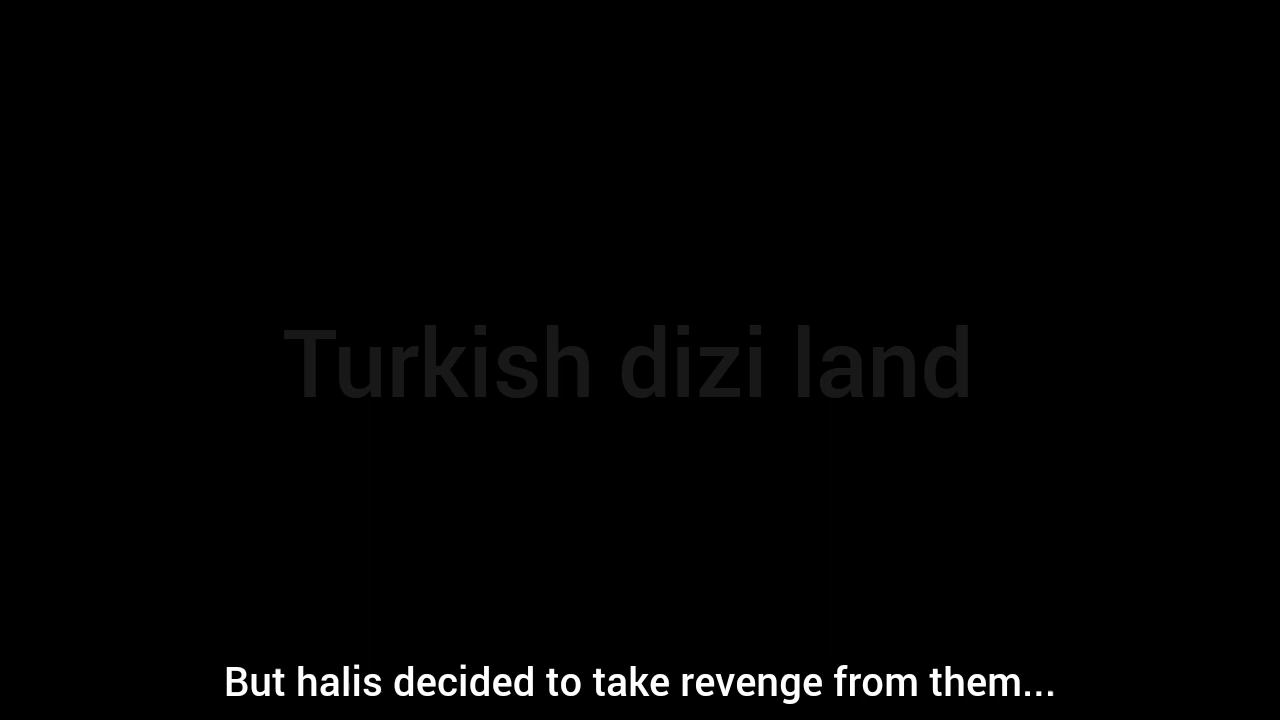 Turkish dizi land
But halis decided to take revenge from them...